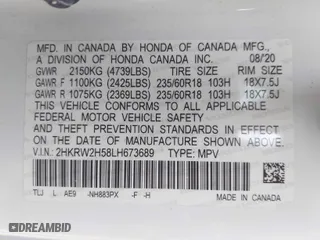 MFD. IN CANADA BY HONDA OF CANADA MFG.,
A DIVISION OF HONDA CANADA INC. 08/20
GVWR 2150KG (4739LBS) TIRE SIZE RIM SIZE
GAWR F 1100KG (2425LBS) 235/60R18 103H 18X7.5J
GAWR R 1075KG (2369LBS) 235/60R18 103H 18X7.5J
THIS VEHICLE CONFORMS TO ALL APPLICABLE
FEDERAL MOTOR VEHICLE SAFETY AND
THEFT PREVENTION STANDARDS IN EFFECT ON
THE DATE OF MANUFACTURE SHOWN ABOVE.
V.I.N.: 2HKRW2H58LH673689 TYPE: MPV
TLJ L AE9 -NH883PX -F -H
MADE IN CANADA
DREAMBID